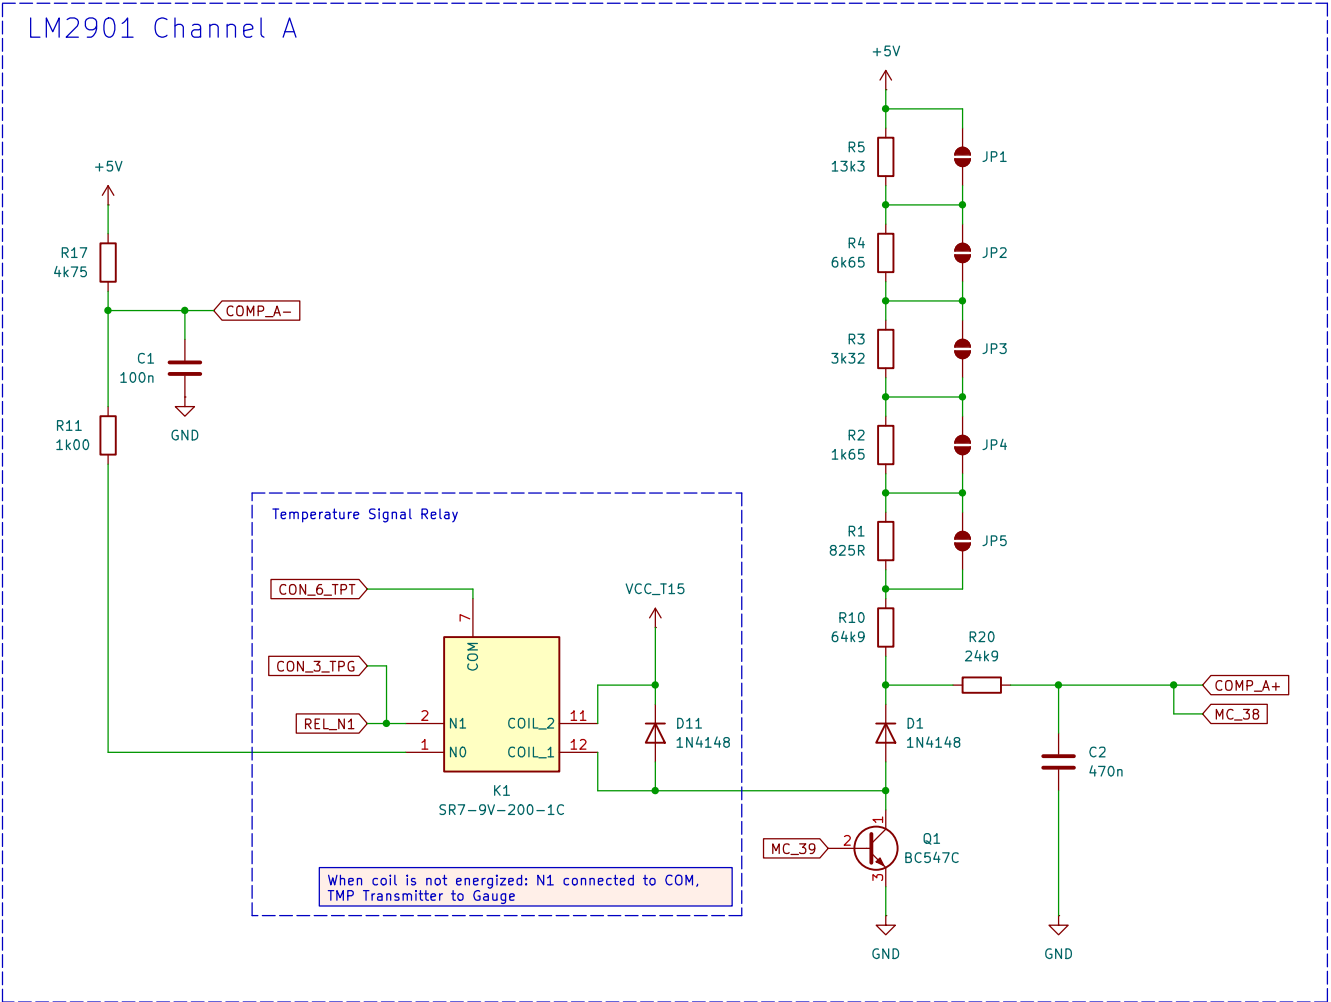 LM2901 Channel A
+5V
R5
13k3
JP1
+5V
R17
4k75
R4
6k65
JP2
COMP_A-
R3
3k32
JP3
C1
100n
GND
R11
1k00
R2
1k65
JP4
Temperature Signal Relay
R1
825R
JP5
CON_6_TPT
VCC_T15
7
COM
R10
64k9
R20
24k9
CON_3_TPG
COMP_A+
MC_38
REL_N1
2
N1
COIL_2
11
D11
1N4148
D1
1N4148
1
N0
COIL_1
12
C2
470n
K1
SR7-9V-200-1C
1
MC_39
2
Q1
BC547C
3
When coil is not energized: N1 connected to COM,
TMP Transmitter to Gauge
GND
GND